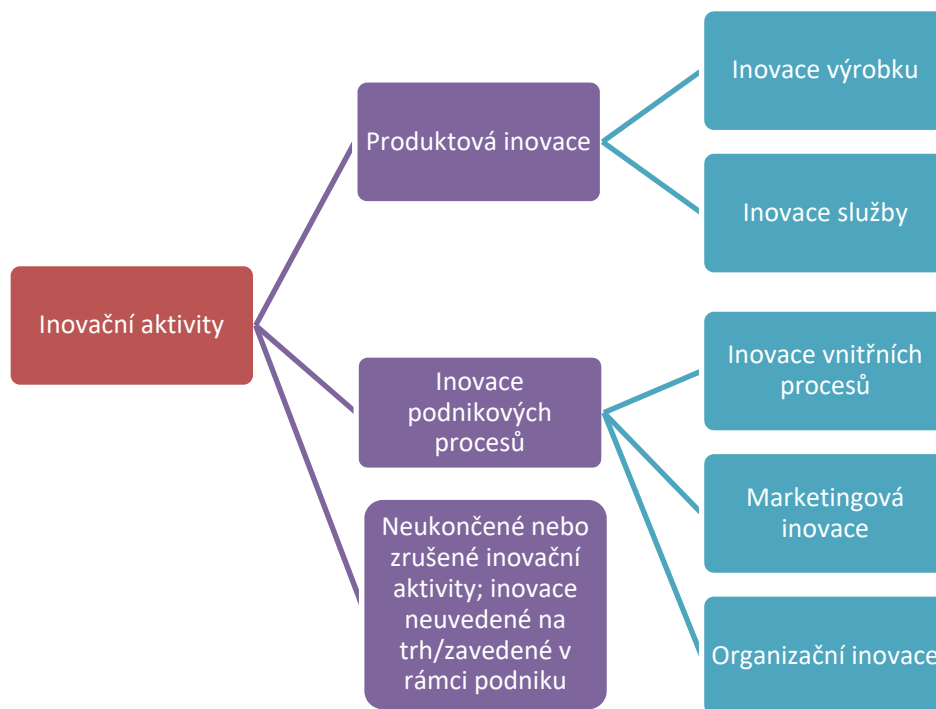 Inovační aktivity
Produktová inovace
Inovace výrobku
Inovace služby
Inovace
podnikových
procesů
Inovace vnitřních
procesů
Marketingová
inovace
Organizační inovace
Neukončené nebo
zrušené inovační
aktivity; inovace
neuvedené na
trh/zavedené v
rámci podniku